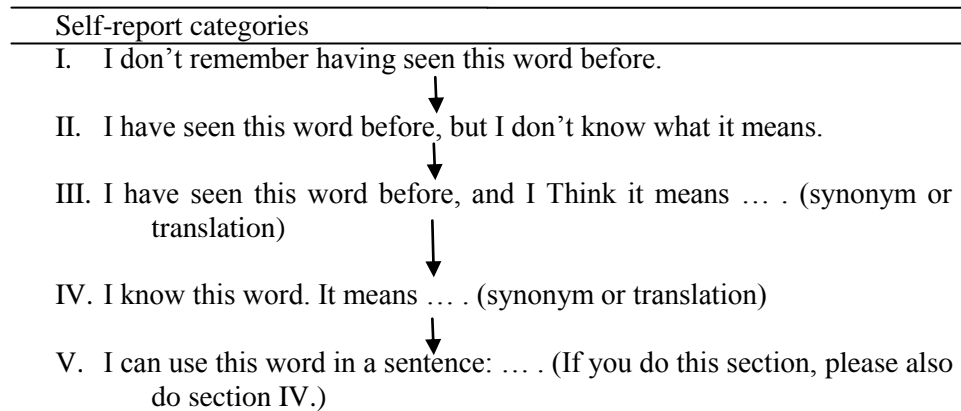 Self-report categories
I. I don’t remember having seen this word before.
II. I have seen this word before, but I don’t know what it means.
III. I have seen this word before, and I Think it means … . (synonym or
translation)
IV. I know this word. It means … . (synonym or translation)
V. I can use this word in a sentence: … . (If you do this section, please also
do section IV.)